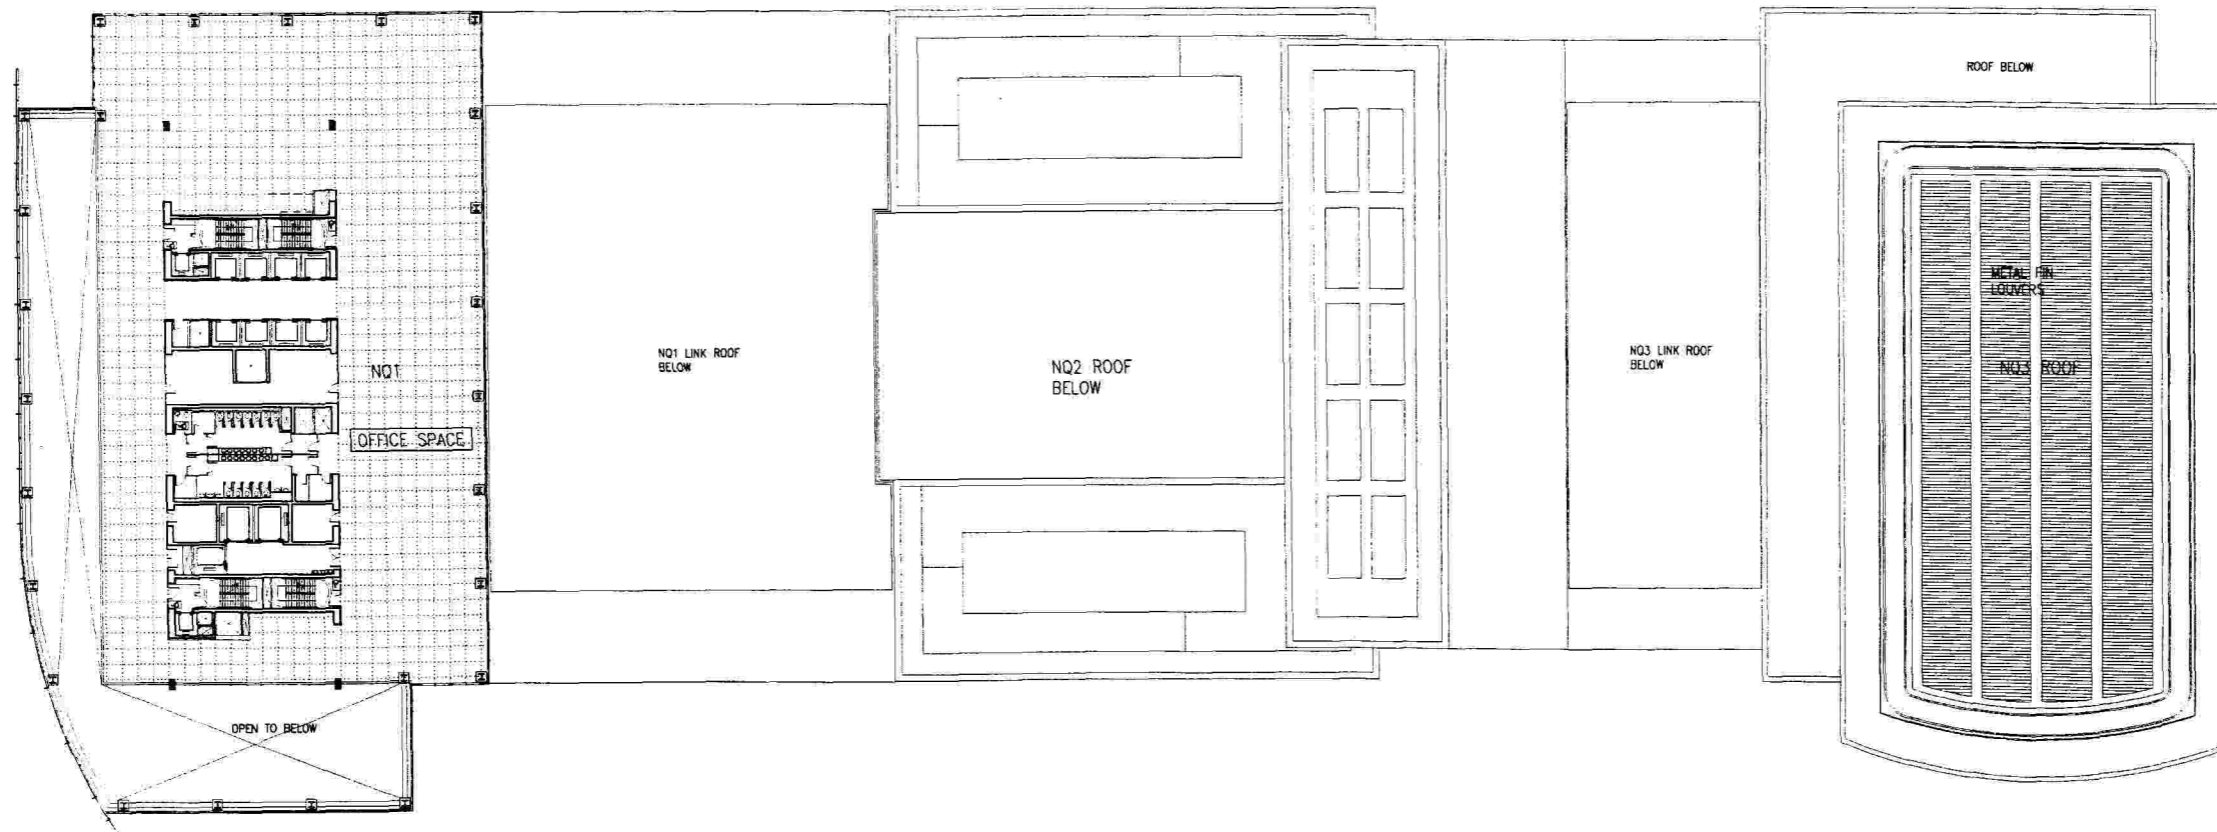 ROOF BELOW
METAL FIN
LOUVERS
NQ1 LINK ROOF
BELOW
NQ2 ROOF
BELOW
NQ3 LINK ROOF
BELOW
NQ3 ROOF
NQ1
OFFICE SPACE
OPEN TO BELOW